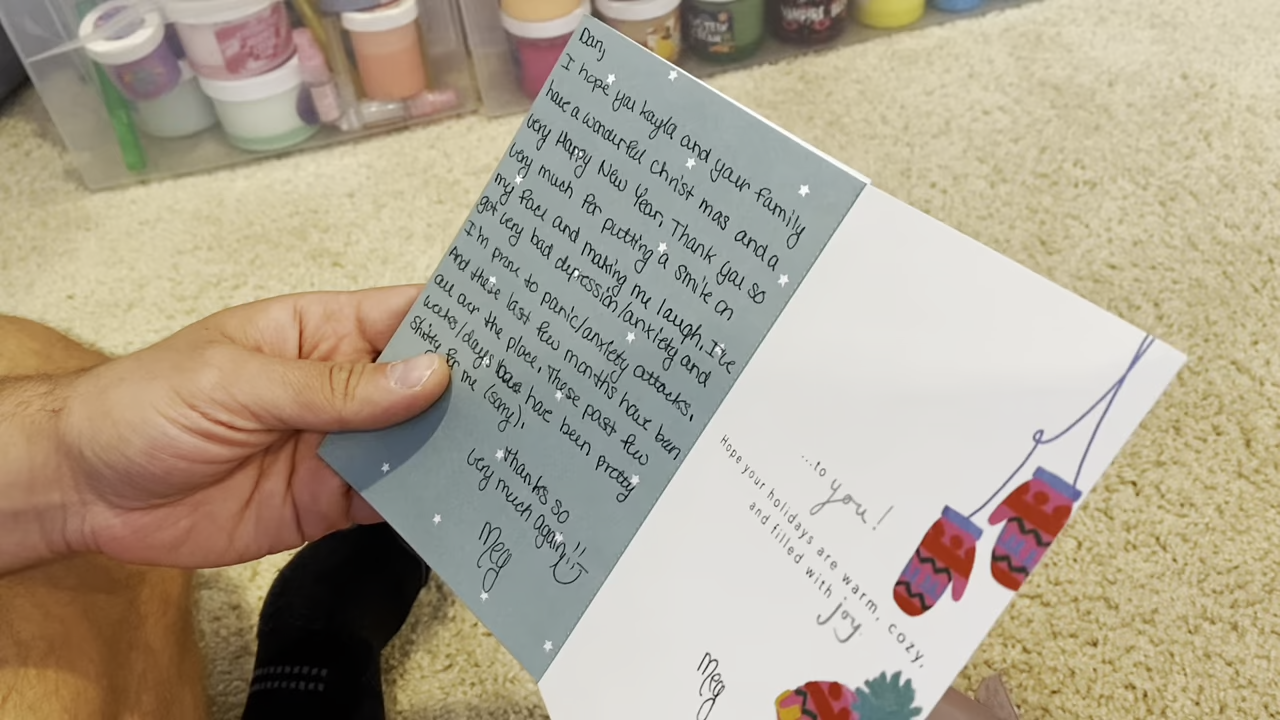 Dan,
I hope you kayla and your family
have a wonderful christmas and a
very Happy New Year. Thank you so
very much for putting a smile on
my face and making me laugh. I've
got very bad depression/anxiety and
I'm prone to panic/anxiety attacks.
And these last few months have been
all over the place. These past few
weeks/days have have been pretty
shitty for me (sorry).
Thanks so
very much again!! :)
Meg
...to
you!
Hope your holidays are warm, cozy,
and filled with joy.
Meg
VAMPIRE